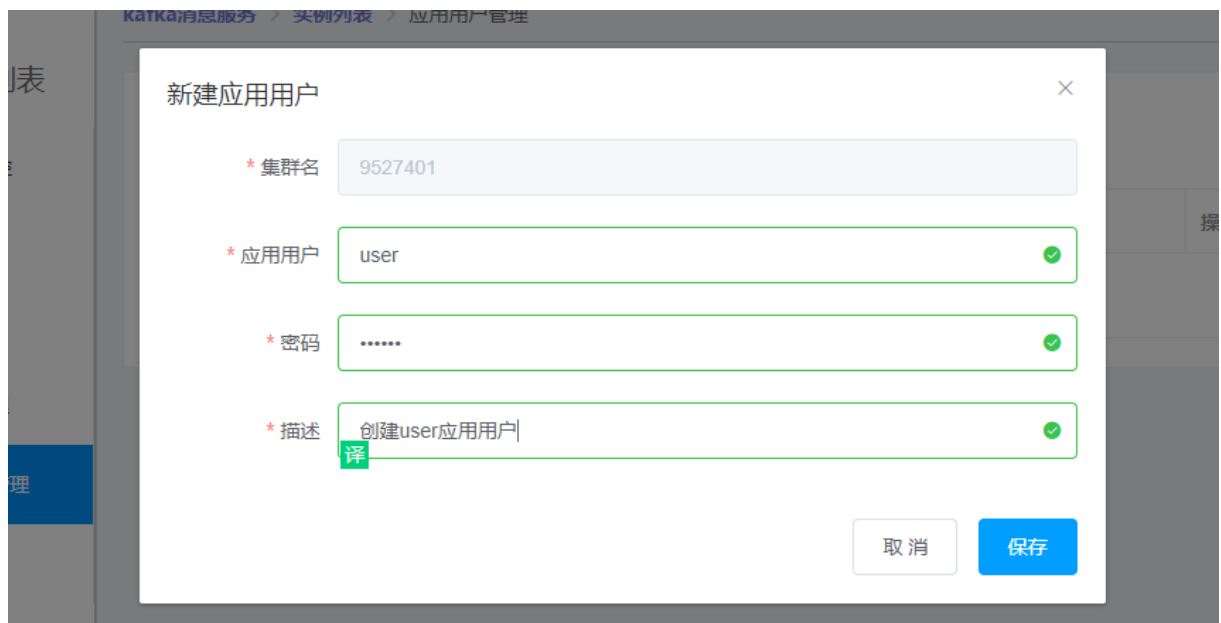 kafka消息服务 > 实例列表 > 应用用户管理
列表
新建应用用户
* 集群名
9527401
* 应用用户
user
* 密码
••••••
* 描述
创建user应用用户
译
操
理
取消
保存